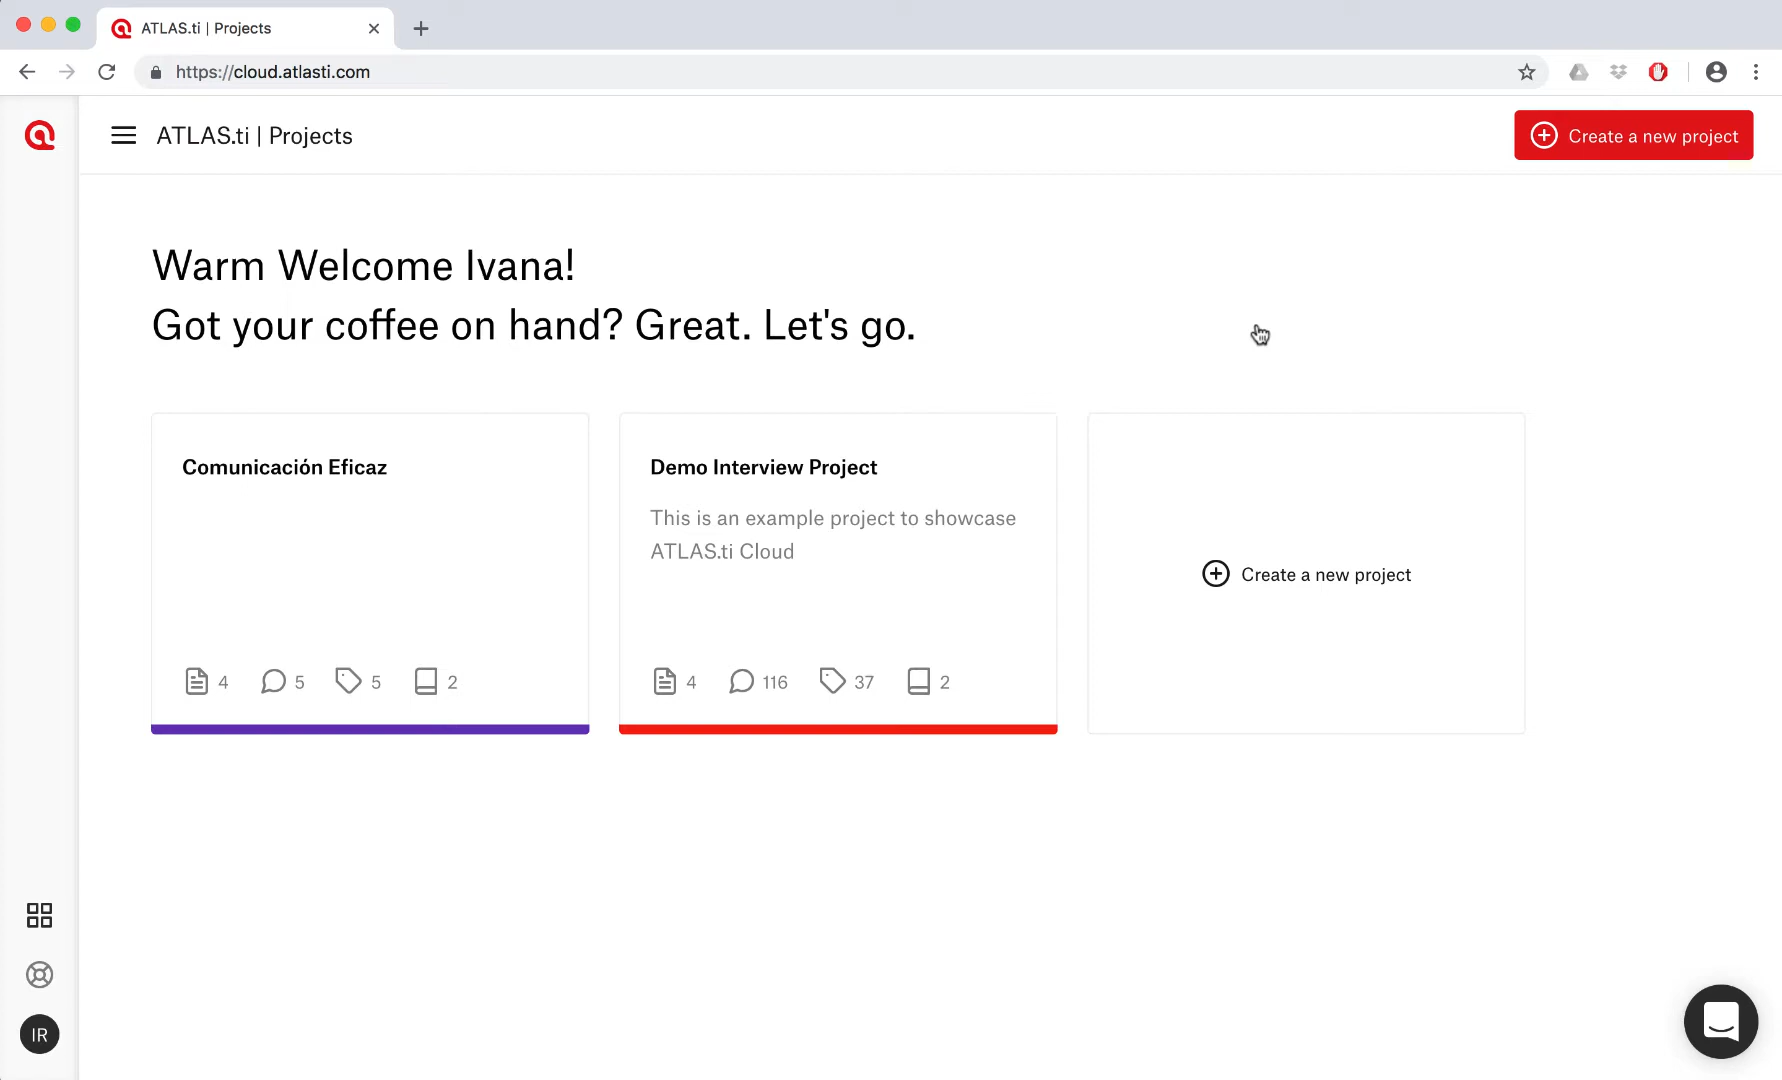 ATLAS.ti | Projects
https://cloud.atlasti.com
ATLAS.ti | Projects
Create a new project
Warm Welcome Ivana!
Got your coffee on hand? Great. Let's go.
Comunicación Eficaz
4 5 5 2
Demo Interview Project
This is an example project to showcase
ATLAS.ti Cloud
4 116 37 2
Create a new project
IR